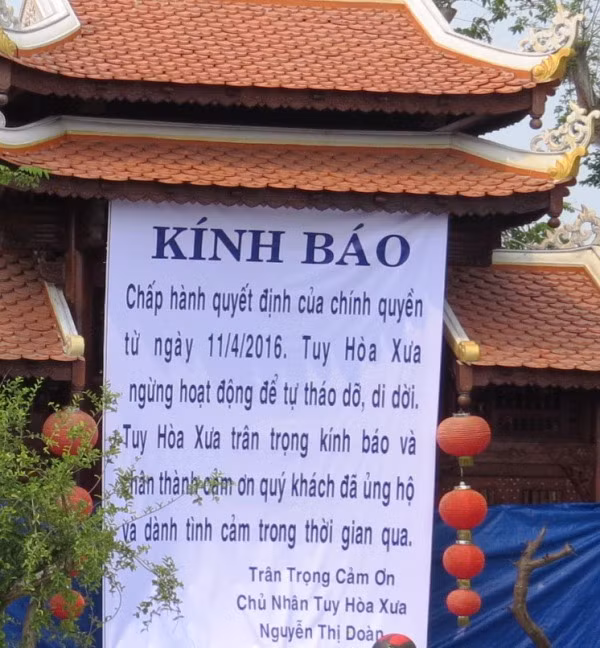 KÍNH BÁO
Chấp hành quyết định của chính quyền
từ ngày 11/4/2016. Tuy Hòa Xưa
ngừng hoạt động để tự tháo dỡ, di dời.
Tuy Hòa Xưa trân trọng kính báo và
chân thành cảm ơn quý khách đã ủng hộ
và dành tình cảm trong thời gian qua.
Trân Trọng Cảm Ơn
Chủ Nhân Tuy Hòa Xưa
Nguyễn Thị Doàn